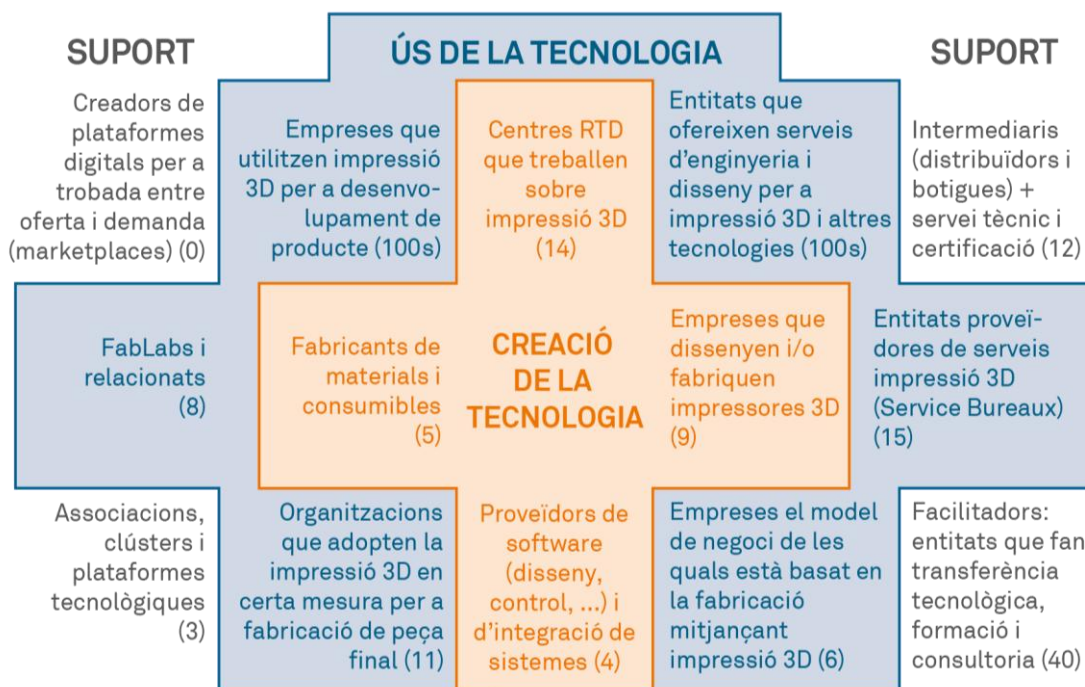 SUPORT
ÚS DE LA TECNOLOGIA
SUPORT
Creadors de
plataformes
digitals per a
trobada entre
oferta i demanda
(marketplaces) (0)
Empreses que
utilitzen impressió
3D per a desenvo-
lupament de
producte (100s)
Centres RTD
que treballen
sobre
impressió 3D
(14)
Entitats que
ofereixen serveis
d'enginyeria i
disseny per a
impressió 3D i altres
tecnologies (100s)
Intermediaris
(distribuïdors i
botigues) +
servei tècnic i
certificació (12)
FabLabs i
relacionats
(8)
Fabricants de
materials i
consumibles
(5)
CREACIÓ
DE LA
TECNOLOGIA
Empreses que
dissenyen i/o
fabriquen
impressores 3D
(9)
Entitats proveï-
dores de serveis
impressió 3D
(Service Bureaux)
(15)
Associacions,
clústers i
plataformes
tecnològiques
(3)
Organitzacions
que adopten la
impressió 3D en
certa mesura per a
fabricació de peça
final (11)
Proveïdors de
software
(disseny,
control, ...) i
d'integració de
sistemes (4)
Empreses el model
de negoci de les
quals està basat en
la fabricació
mitjançant
impressió 3D (6)
Facilitadors:
entitats que fan
transferència
tecnològica,
formació i
consultoria (40)